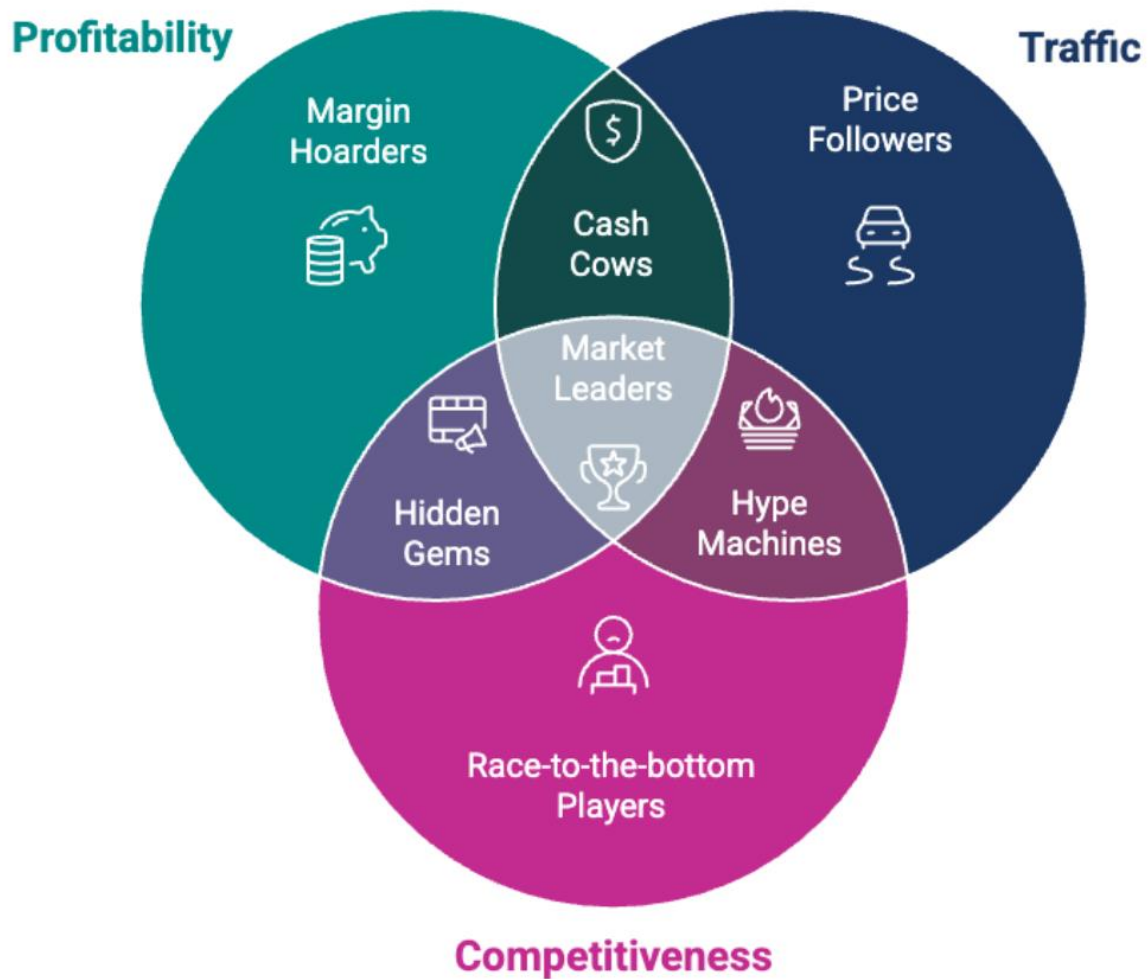 Profitability
Traffic
Margin
Hoarders
Price
Followers
$
Cash
Cows
Market
Leaders
Hidden
Gems
Hype
Machines
Race-to-the-bottom
Players
Competitiveness